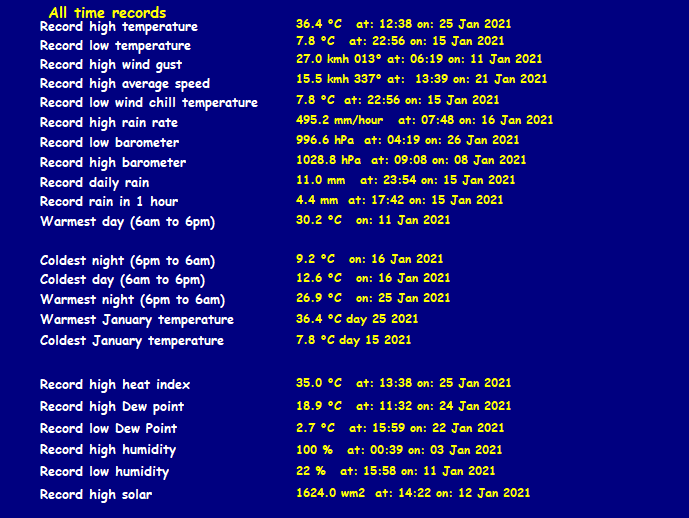 All time records
Record high temperature 36.4 °C at: 12:38 on: 25 Jan 2021
Record low temperature 7.8 °C at: 22:56 on: 15 Jan 2021
Record high wind gust 27.0 kmh 013° at: 06:19 on: 11 Jan 2021
Record high average speed 15.5 kmh 337° at: 13:39 on: 21 Jan 2021
Record low wind chill temperature 7.8 °C at: 22:56 on: 15 Jan 2021
Record high rain rate 495.2 mm/hour at: 07:48 on: 16 Jan 2021
Record low barometer 996.6 hPa at: 04:19 on: 26 Jan 2021
Record high barometer 1028.8 hPa at: 09:08 on: 08 Jan 2021
Record daily rain 11.0 mm at: 23:54 on: 15 Jan 2021
Record rain in 1 hour 4.4 mm at: 17:42 on: 15 Jan 2021
Warmest day (6am to 6pm) 30.2 °C on: 11 Jan 2021
Coldest night (6pm to 6am) 9.2 °C on: 16 Jan 2021
Coldest day (6am to 6pm) 12.6 °C on: 16 Jan 2021
Warmest night (6pm to 6am) 26.9 °C on: 25 Jan 2021
Warmest January temperature 36.4 °C day 25 2021
Coldest January temperature 7.8 °C day 15 2021
Record high heat index 35.0 °C at: 13:38 on: 25 Jan 2021
Record high Dew point 18.9 °C at: 11:32 on: 24 Jan 2021
Record low Dew Point 2.7 °C at: 15:59 on: 22 Jan 2021
Record high humidity 100 % at: 00:39 on: 03 Jan 2021
Record low humidity 22 % at: 15:58 on: 11 Jan 2021
Record high solar 1624.0 wm2 at: 14:22 on: 12 Jan 2021